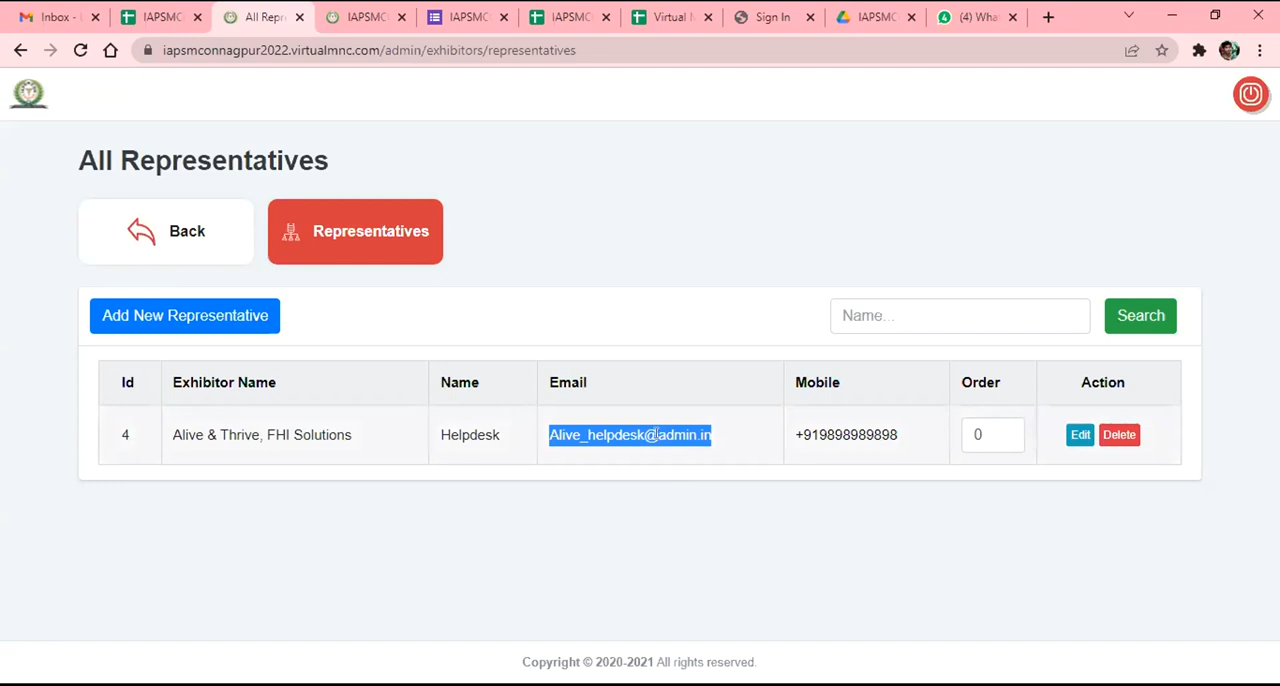 Inbox -
IAPSMC
All Repr
IAPSMC
IAPSMC
IAPSMC
Virtual
Sign In
IAPSMC
(4) Wha
iapsmconnagpur2022.virtualmnc.com/admin/exhibitors/representatives
All Representatives
Back
Representatives
Add New Representative
Name...
Search
Id Exhibitor Name Name Email Mobile Order Action
4 Alive & Thrive, FHI Solutions Helpdesk Alive_helpdesk@admin.in +919898989898 0 Edit Delete
Copyright © 2020-2021 All rights reserved.